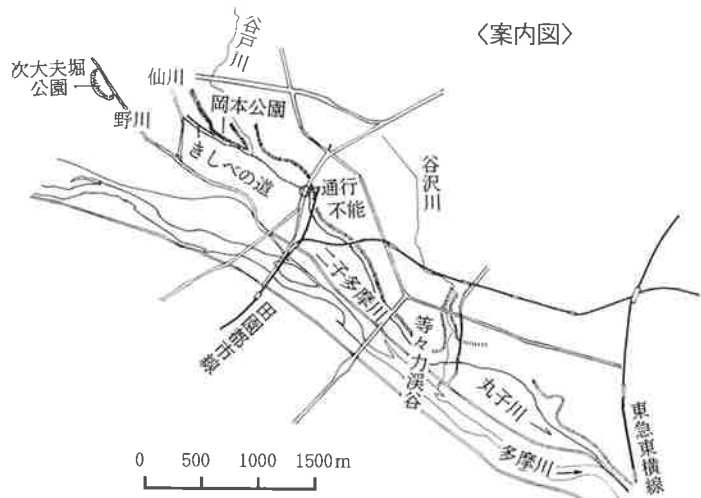 〈案内図〉
谷戸川
次大夫堀
公園
仙川
岡本公園
野川
きしべの道
通行
不能
谷沢川
二子多摩川
田園都市線
等々力渓谷
丸子川
多摩川
東急東横線
0 500 1000 1500m